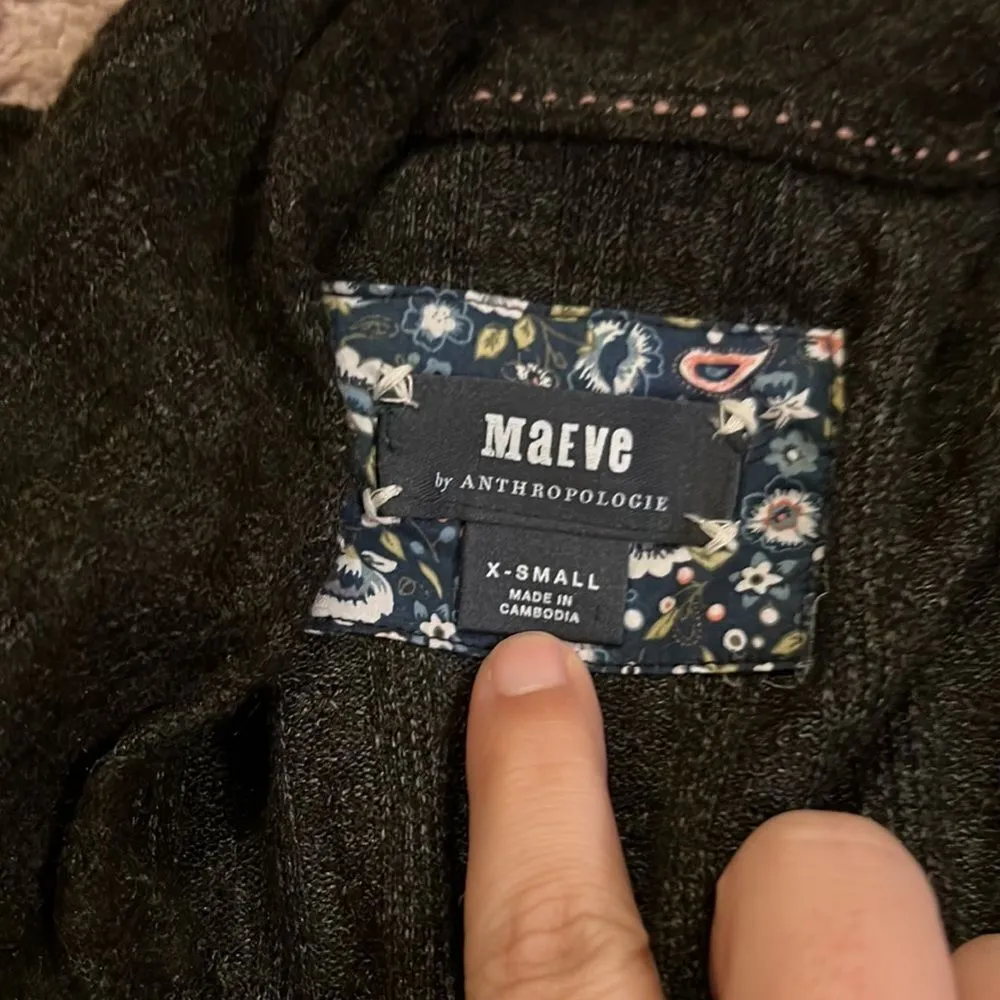 MaEVe
by ANTHROPOLOGIE
X-SMALL
MADE IN
CAMBODIA